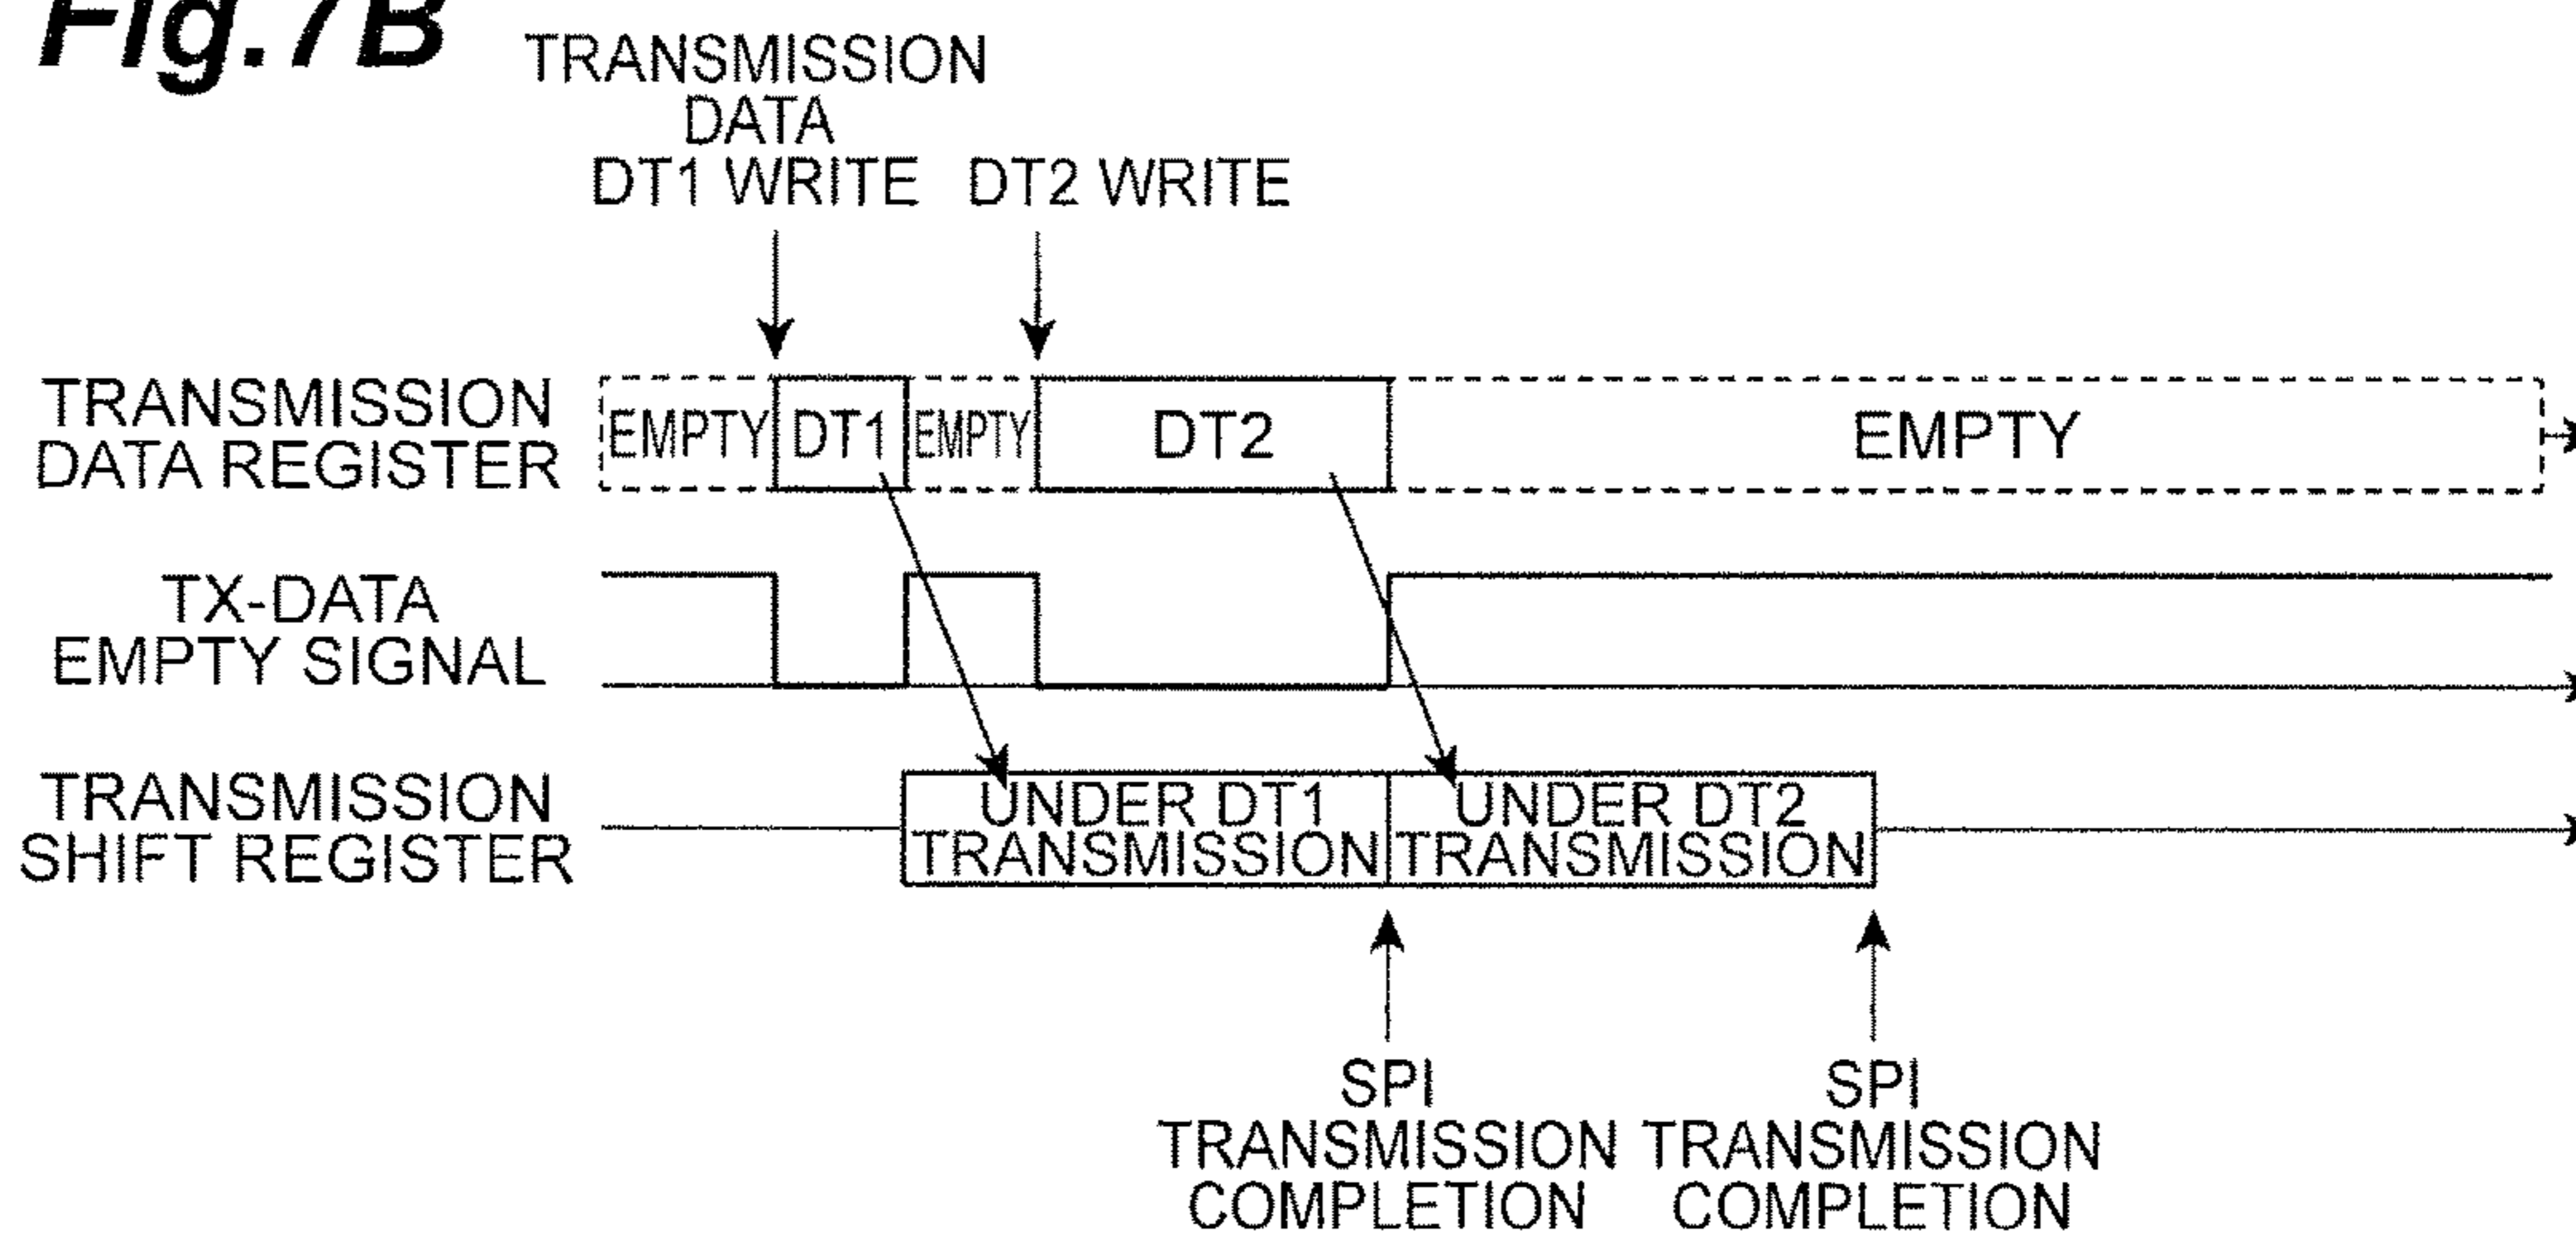 Fig.7B
TRANSMISSION
DATA
DT1 WRITE
DT2 WRITE
TRANSMISSION
DATA REGISTER
EMPTY
DT1
EMPTY
DT2
EMPTY
TX-DATA
EMPTY SIGNAL
TRANSMISSION
SHIFT REGISTER
UNDER DT1
TRANSMISSION
UNDER DT2
TRANSMISSION
SPI
TRANSMISSION
COMPLETION
SPI
TRANSMISSION
COMPLETION